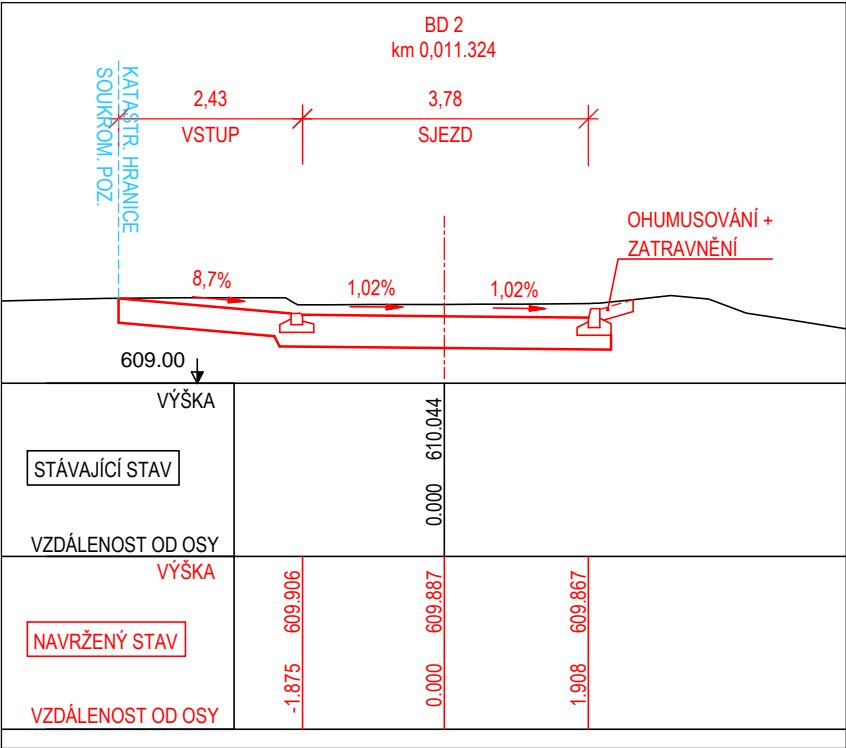 BD 2
km 0,011.324
KATASTR. HRANICE
SOUKROM. POZ.
2,43
3,78
VSTUP
SJEZD
OHUMUSOVÁNÍ +
ZATRAVNĚNÍ
8,7%
1,02%
1,02%
609.00
VÝŠKA
STÁVAJÍCÍ STAV
VZDÁLENOST OD OSY
0.000 610.044
VÝŠKA
NAVRŽENÝ STAV
VZDÁLENOST OD OSY
-1.875 609.906
0.000 609.887
1.908 609.867